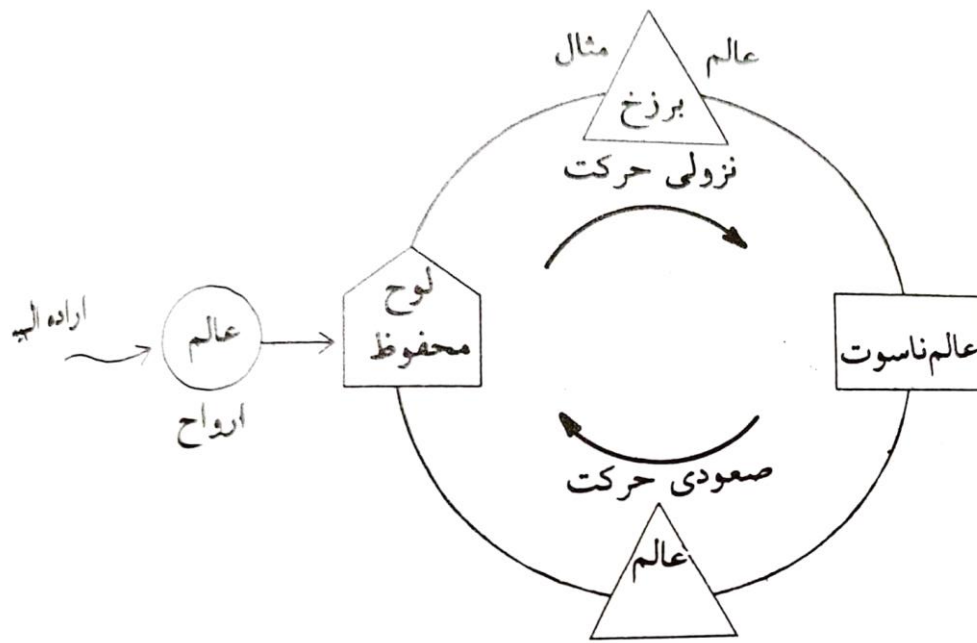 عالم
مثال
برزخ
نزولی حرکت
لوح
محفوظ
عالم ناسوت
ارادہ الہیہ
عالم
ارواح
صعودی حرکت
عالم